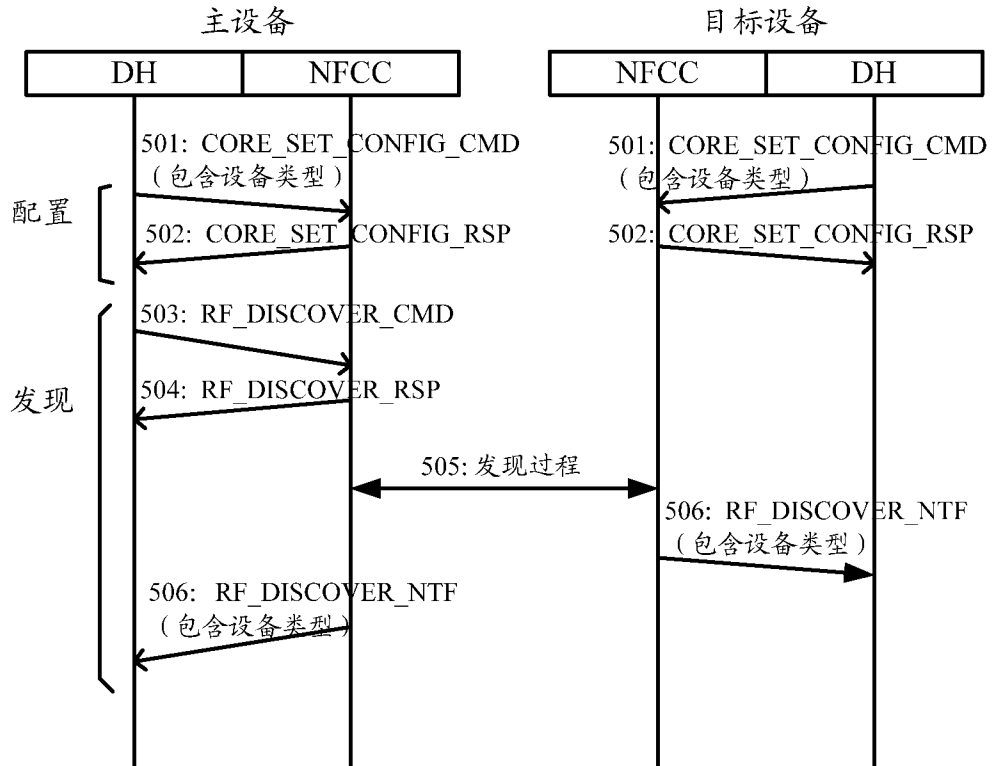 主设备
目标设备
DH
NFCC
NFCC
DH
501: CORE_SET_CONFIG_CMD
（包含设备类型）
501: CORE_SET_CONFIG_CMD
（包含设备类型）
配置
502: CORE_SET_CONFIG_RSP
502: CORE_SET_CONFIG_RSP
503: RF_DISCOVER_CMD
发现
504: RF_DISCOVER_RSP
505: 发现过程
506: RF_DISCOVER_NTF
（包含设备类型）
506: RF_DISCOVER_NTF
（包含设备类型）